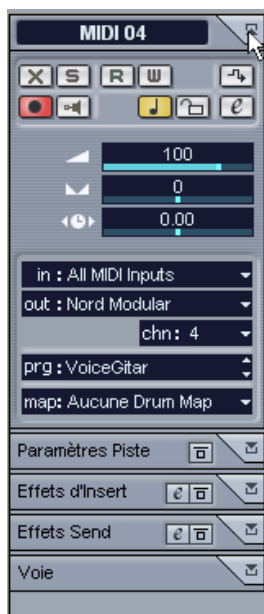 MIDI 04
X S R W
e
100
0
0.00
in : All MIDI Inputs
out : Nord Modular
chn: 4
prg : VoiceGitar
map: Aucune Drum Map
Paramètres Piste
Effets d'Insert e
Effets Send e
Voie